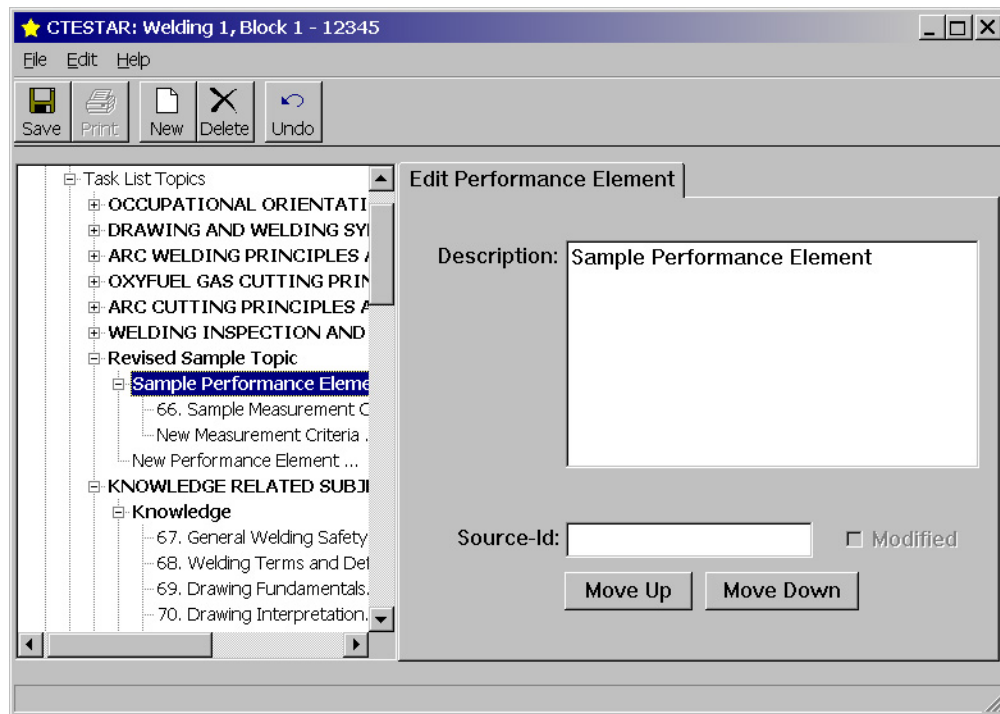 CTESTAR: Welding 1, Block 1 - 12345
File Edit Help
Save Print New Delete Undo
Task List Topics
OCCUPATIONAL ORIENTATI
DRAWING AND WELDING SY
ARC WELDING PRINCIPLES
OXYFUEL GAS CUTTING PRIN
ARC CUTTING PRINCIPLES A
WELDING INSPECTION AND
Revised Sample Topic
Sample Performance Eleme
66. Sample Measurement C
New Measurement Criteria .
New Performance Element ...
KNOWLEDGE RELATED SUBJ
Knowledge
67. General Welding Safety
68. Welding Terms and Def
69. Drawing Fundamentals.
70. Drawing Interpretation.
Edit Performance Element
Description: Sample Performance Element
Source-Id: Modified
Move Up Move Down